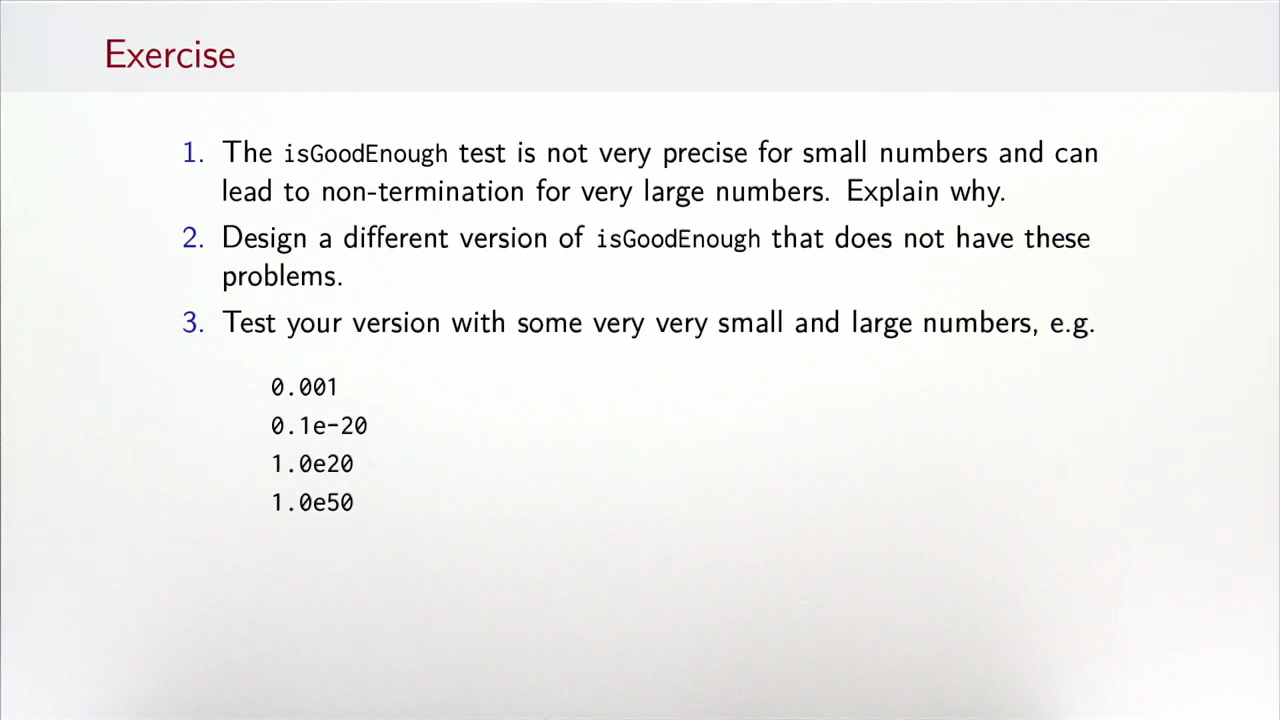 Exercise
1. The isGoodEnough test is not very precise for small numbers and can
lead to non-termination for very large numbers. Explain why.
2. Design a different version of isGoodEnough that does not have these
problems.
3. Test your version with some very very small and large numbers, e.g.
0.001
0.1e-20
1.0e20
1.0e50